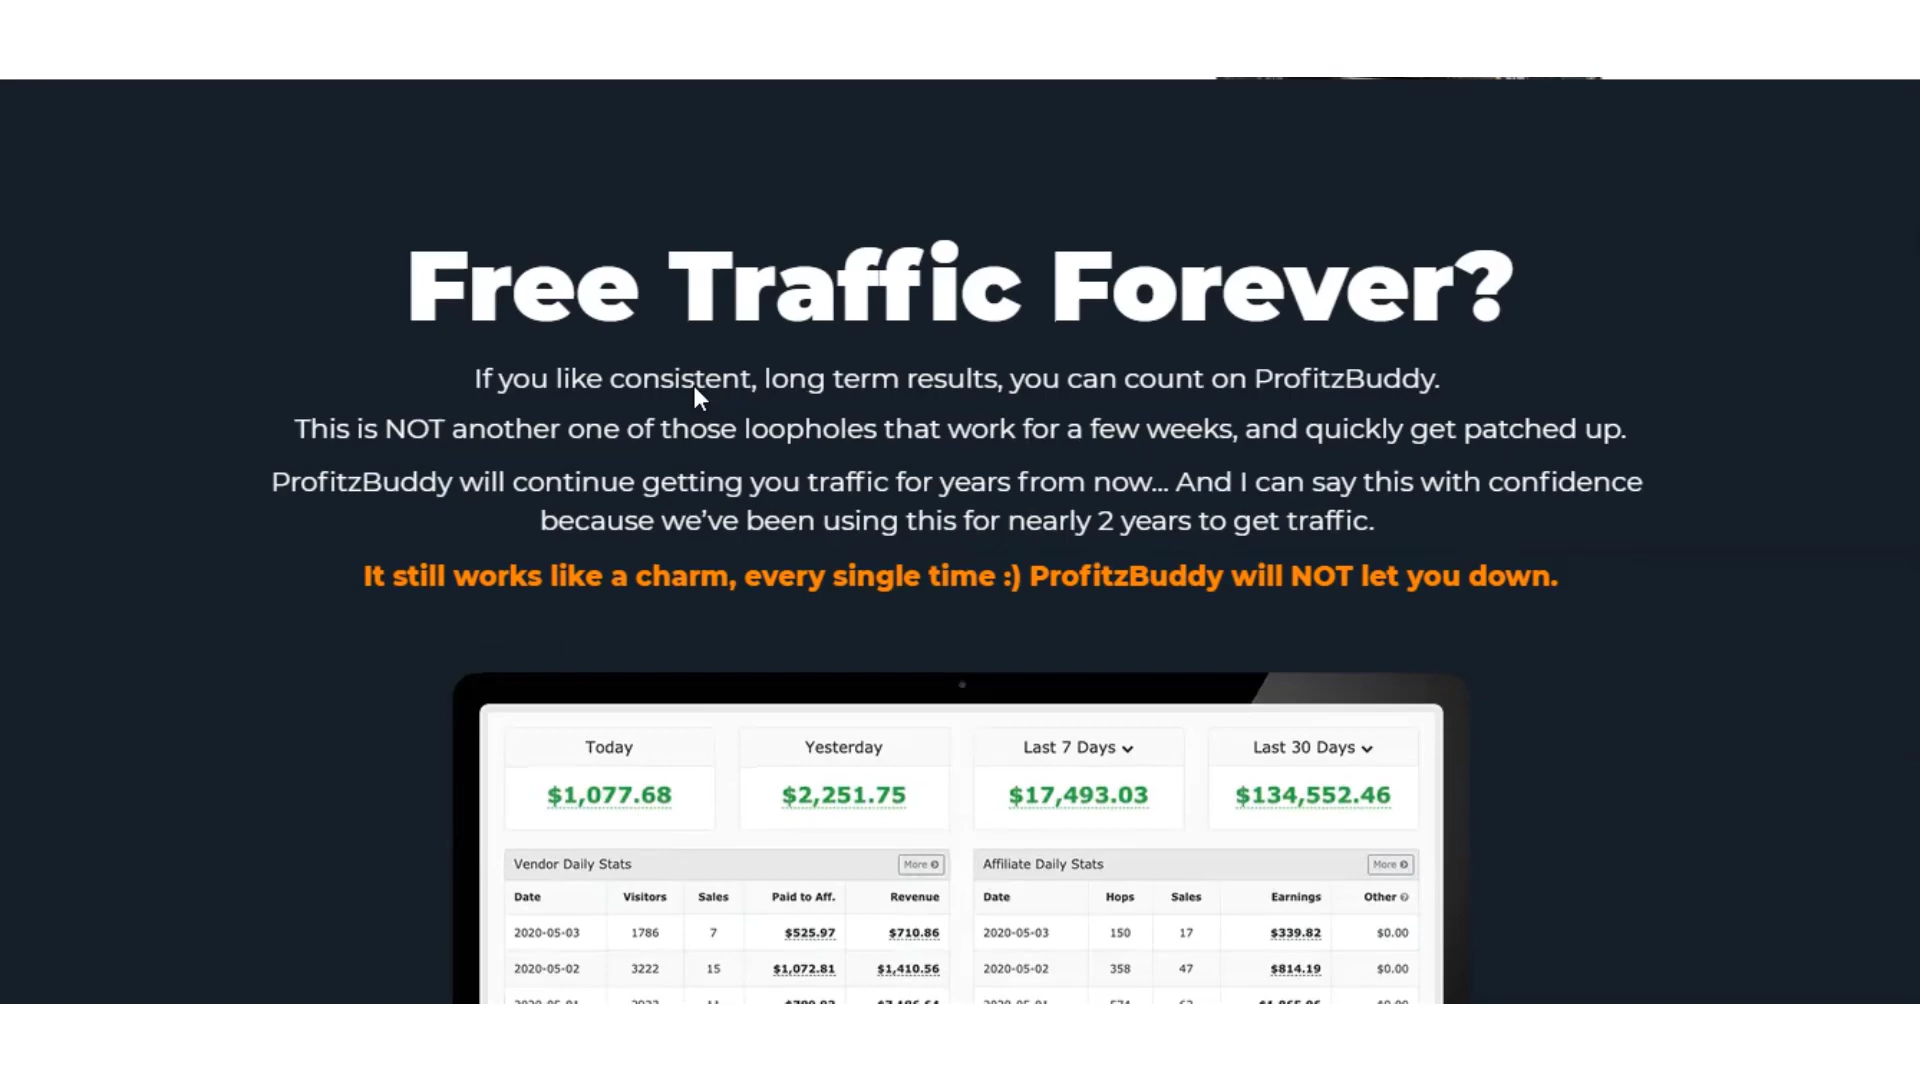 Free Traffic Forever?
If you like consistent, long term results, you can count on ProfitzBuddy.
This is NOT another one of those loopholes that work for a few weeks, and quickly get patched up.
ProfitzBuddy will continue getting you traffic for years from now... And I can say this with confidence
because we've been using this for nearly 2 years to get traffic.
It still works like a charm, every single time :) ProfitzBuddy will NOT let you down.
Today Yesterday Last 7 Days Last 30 Days
$1,077.68 $2,251.75 $17,493.03 $134,552.46
Vendor Daily Stats More Affiliate Daily Stats More
Date Visitors Sales Paid to Aff. Revenue Date Hops Sales Earnings Other
2020-05-03 1786 7 $525.97 $710.86 2020-05-03 150 17 $339.82 $0.00
2020-05-02 3222 15 $1,072.81 $1,410.56 2020-05-02 358 47 $814.19 $0.00